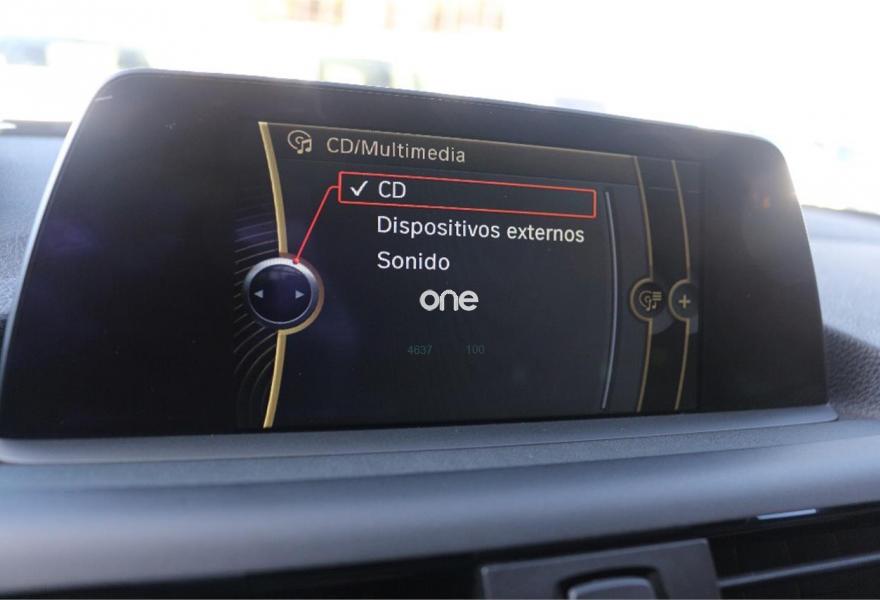 CD/Multimedia
✓ CD
Dispositivos externos
Sonido
one
4637 100